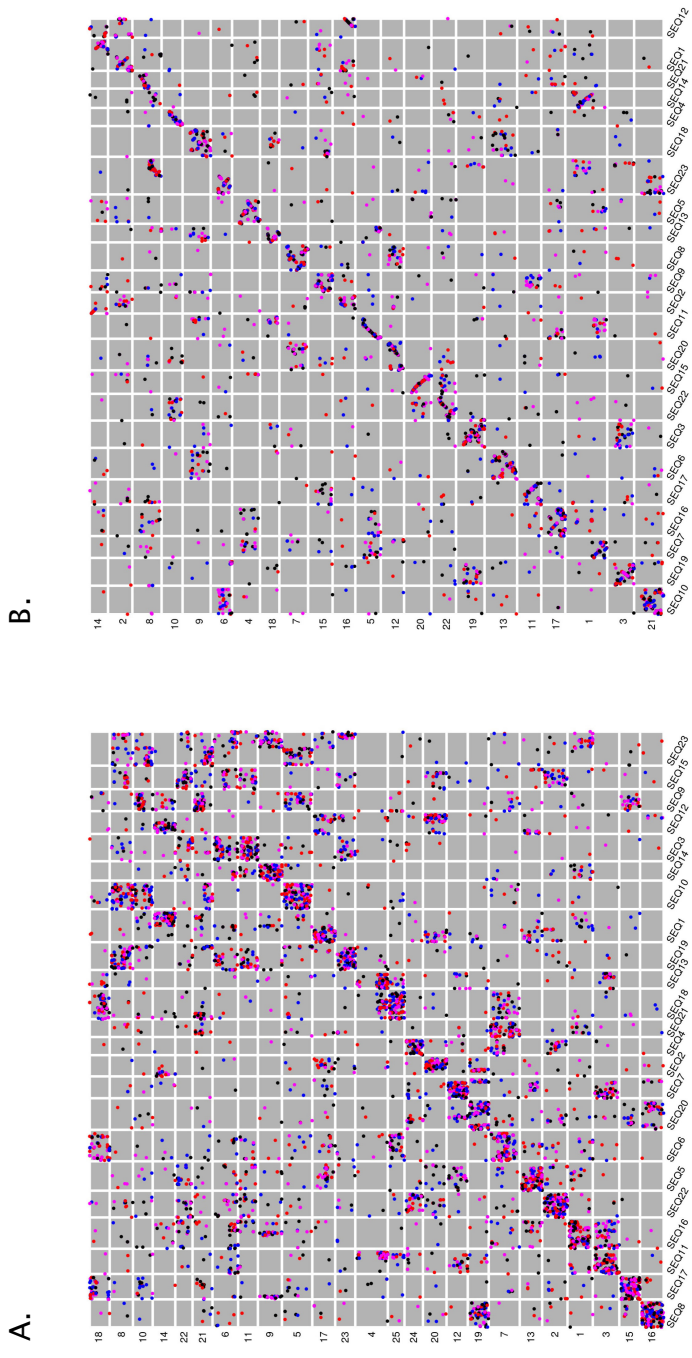 B.
14
2
8
10
9
6
4
18
7
15
16
5
12
20
22
19
13
11
17
1
3
21
SEQ10
SEQ19
SEQ7
SEQ16
SEQ17
SEQ6
SEQ3
SEQ22
SEQ15
SEQ20
SEQ11
SEQ2
SEQ9
SEQ8
SEQ13
SEQ5
SEQ23
SEQ18
SEQ4
SEQ14
SEQ21
SEQ1
SEQ12
A.
18
8
10
14
22
21
6
11
9
5
17
23
4
25
24
20
12
19
7
13
2
1
3
15
16
SEQ8
SEQ17
SEQ11
SEQ16
SEQ22
SEQ5
SEQ6
SEQ20
SEQ7
SEQ2
SEQ4
SEQ21
SEQ18
SEQ13
SEQ19
SEQ1
SEQ10
SEQ14
SEQ3
SEQ12
SEQ9
SEQ15
SEQ23